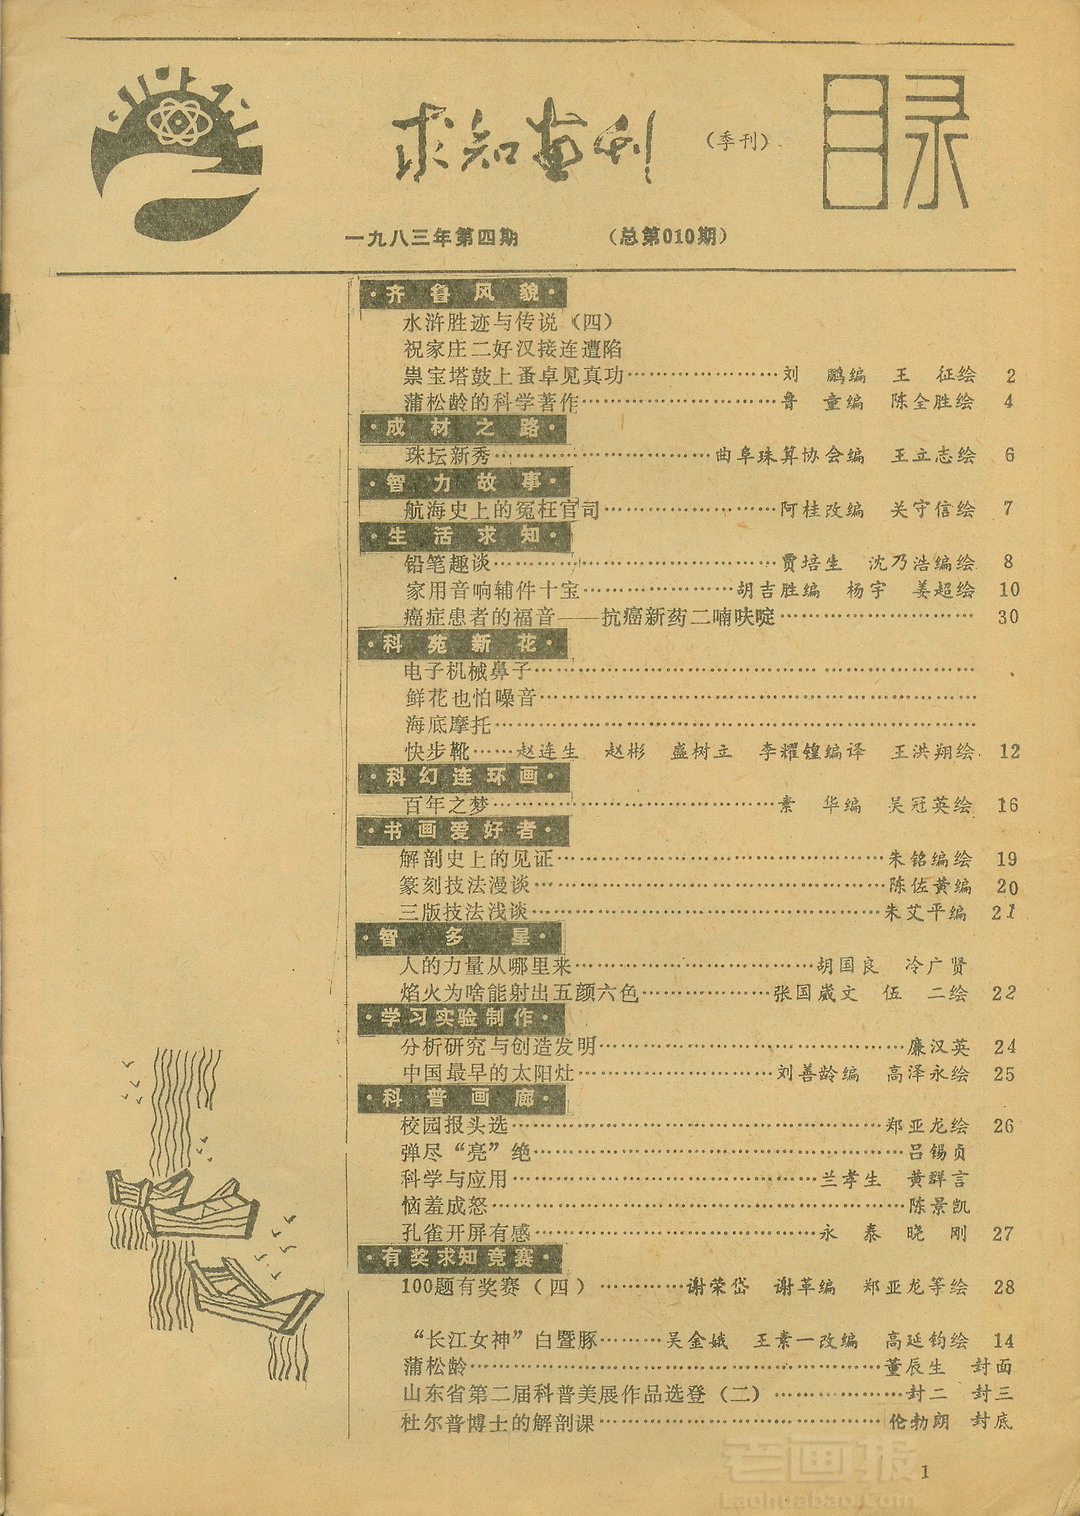 求知画刊
（季刊）
目录
一九八三年第四期 （总第010期）
·齐鲁风貌·
水浒胜迹与传说（四）
祝家庄二好汉接连遭陷
祟宝塔鼓上蚤卓见真功…………………刘　鹏编　王　征绘　2
蒲松龄的科学著作………………………鲁　童编　陈全胜绘　4
·成材之路·
珠坛新秀…………………………曲阜珠算协会编　王立志绘　6
·智力故事·
航海史上的冤枉官司……………………阿桂改编　关守信绘　7
·生活求知·
铅笔趣谈…………………………………贾培生　沈乃浩编绘　8
家用音响辅件十宝…………………胡吉胜编　杨宇　姜超绘　10
癌症患者的福音——抗癌新药二喃呋啶………………………　30
·科苑新花·
电子机械鼻子……………………………………………………
鲜花也怕噪音……………………………………………………
海底摩托…………………………………………………………
快步靴……赵连生　赵彬　盛树立　李耀锽编译　王洪翔绘　12
·科幻连环画·
百年之梦…………………………………素　华编　吴冠英绘　16
·书画爱好者·
解剖史上的见证………………………………………朱铭编绘　19
篆刻技法漫谈…………………………………………陈佐黄编　20
三版技法浅谈…………………………………………朱艾平编　21
·智多星·
人的力量从哪里来……………………………胡国良　冷广贤
焰火为啥能射出五颜六色………………张国崴文　伍　二绘　22
·学习实验制作·
分析研究与创造发明……………………………………廉汉英　24
中国最早的太阳灶………………………刘善龄编　高泽永绘　25
·科普画廊·
校园报头选……………………………………………郑亚龙绘　26
弹尽“亮”绝……………………………………………吕锡贞
科学与应用……………………………………兰孝生　黄群言
恼羞成怒………………………………………………陈景凯
孔雀开屏有感…………………………………永　泰　晓　刚　27
·有奖求知竞赛·
100题有奖赛（四）…………谢荣岱　谢革编　郑亚龙等绘　28
“长江女神”白暨豚………吴金娥　王素一改编　高延钧绘　14
蒲松龄…………………………………………………董辰生　封面
山东省第二届科普美展作品选登（二）………………封二　封三
杜尔普博士的解剖课…………………………………伦勃朗　封底
1
老画报
Laohuabao.Com